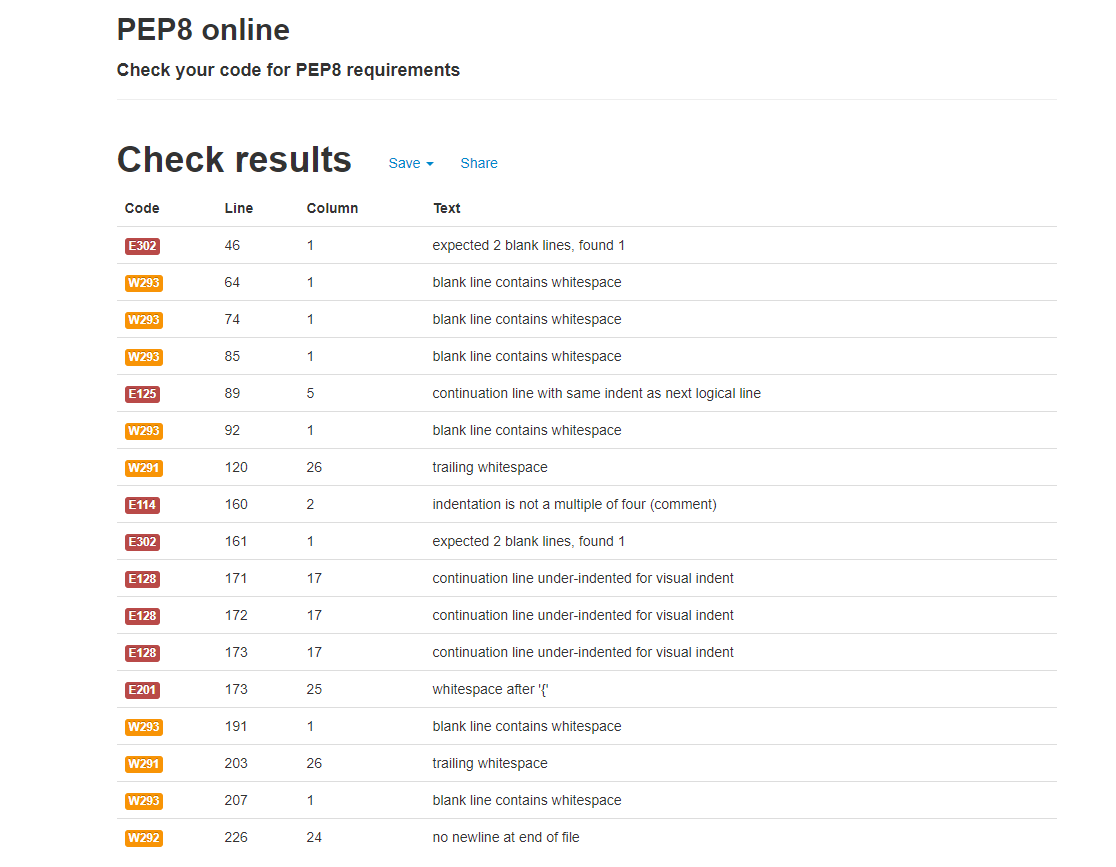 PEP8 online
Check your code for PEP8 requirements
Check results Save Share
Code Line Column Text
E302 46 1 expected 2 blank lines, found 1
W293 64 1 blank line contains whitespace
W293 74 1 blank line contains whitespace
W293 85 1 blank line contains whitespace
E125 89 5 continuation line with same indent as next logical line
W293 92 1 blank line contains whitespace
W291 120 26 trailing whitespace
E114 160 2 indentation is not a multiple of four (comment)
E302 161 1 expected 2 blank lines, found 1
E128 171 17 continuation line under-indented for visual indent
E128 172 17 continuation line under-indented for visual indent
E128 173 17 continuation line under-indented for visual indent
E201 173 25 whitespace after '{'
W293 191 1 blank line contains whitespace
W291 203 26 trailing whitespace
W293 207 1 blank line contains whitespace
W292 226 24 no newline at end of file